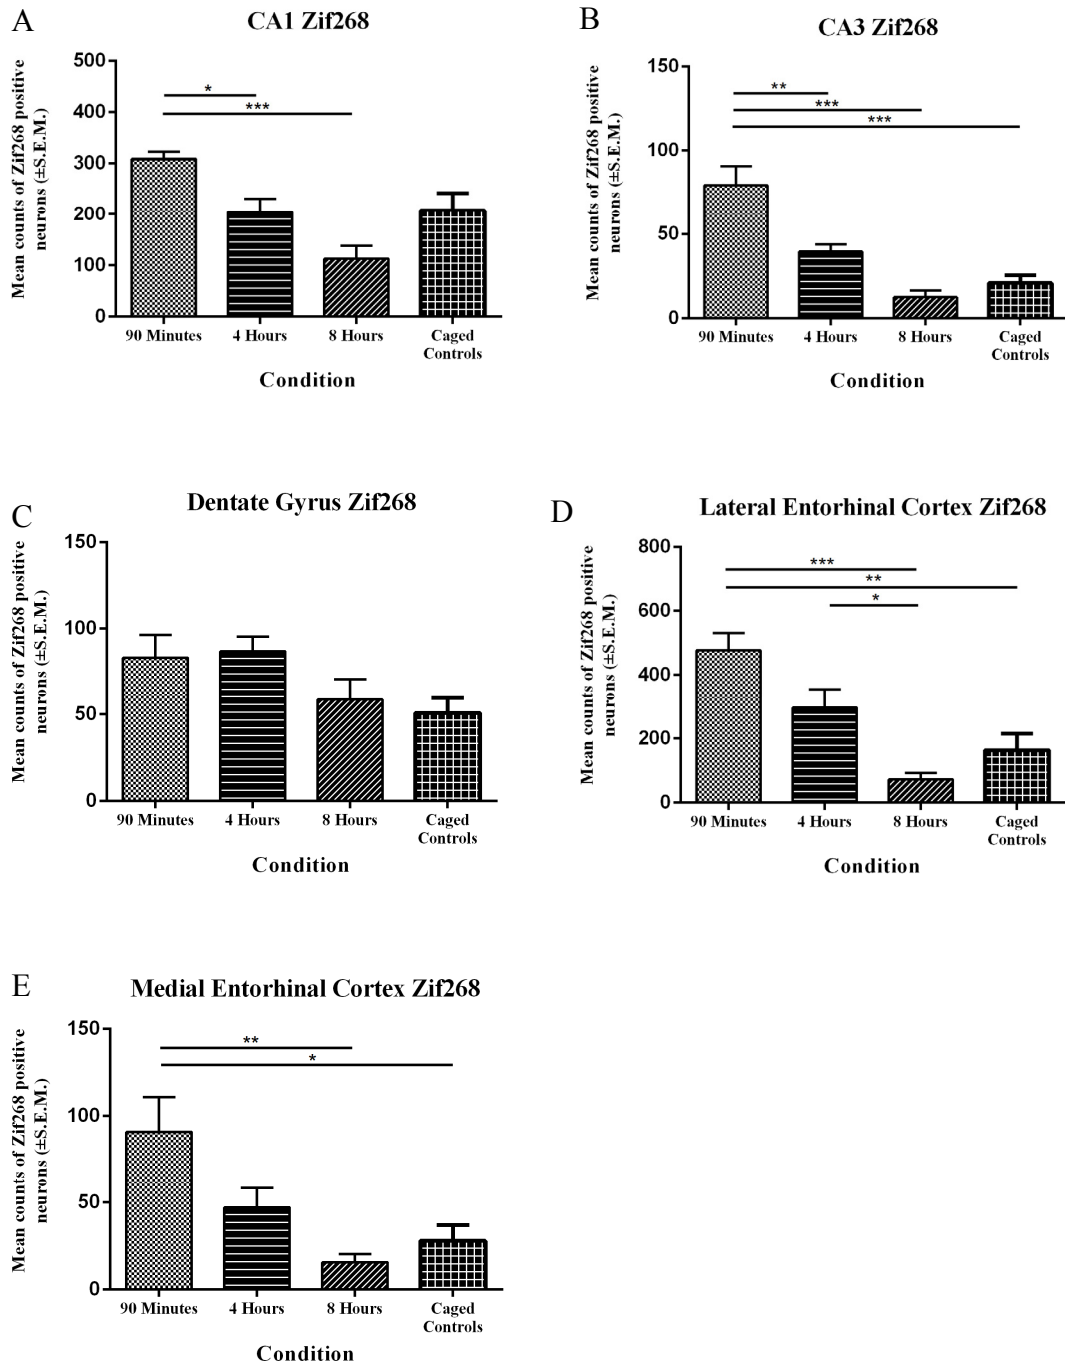 A
CA1 Zif268
Mean counts of Zif268 positive
neurons (±S.E.M.)
500
400
300
200
100
0
*
***
90 Minutes
4 Hours
8 Hours
Caged
Controls
Condition
B
CA3 Zif268
Mean counts of Zif268 positive
neurons (±S.E.M.)
150
100
50
0
**
***
***
90 Minutes
4 Hours
8 Hours
Caged
Controls
Condition
C
Dentate Gyrus Zif268
Mean counts of Zif268 positive
neurons (±S.E.M.)
150
100
50
0
90 Minutes
4 Hours
8 Hours
Caged
Controls
Condition
D
Lateral Entorhinal Cortex Zif268
Mean counts of Zif268 positive
neurons (±S.E.M.)
800
600
400
200
0
***
**
*
90 Minutes
4 Hours
8 Hours
Caged
Controls
Condition
E
Medial Entorhinal Cortex Zif268
Mean counts of Zif268 positive
neurons (±S.E.M.)
150
100
50
0
**
*
90 Minutes
4 Hours
8 Hours
Caged
Controls
Condition